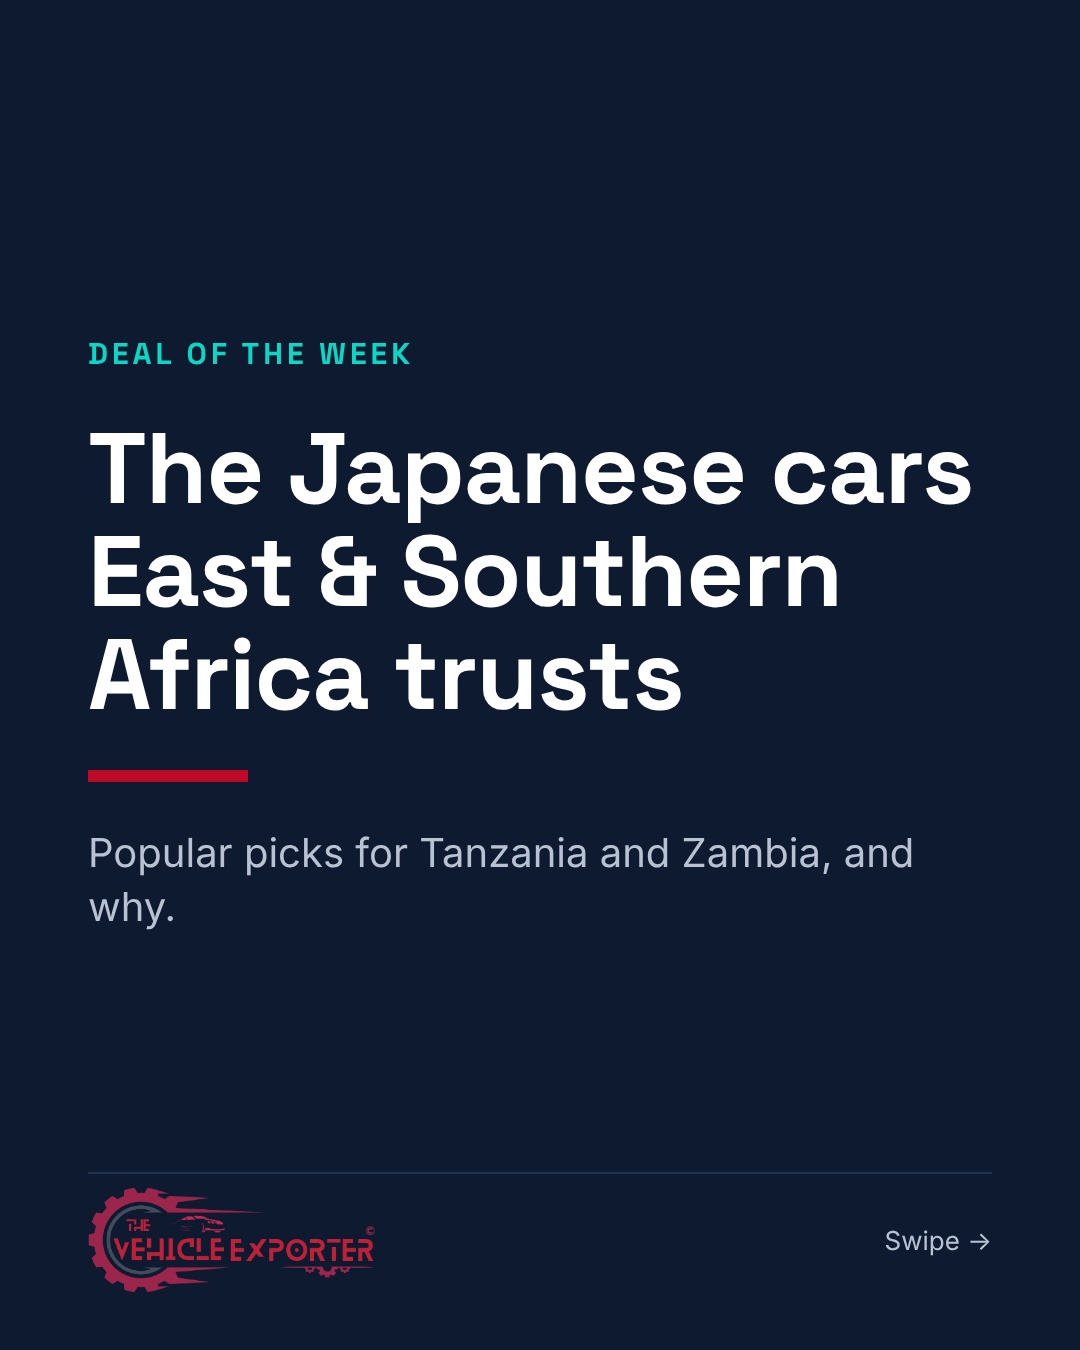 DEAL OF THE WEEK
The Japanese cars
East & Southern
Africa trusts
Popular picks for Tanzania and Zambia, and
why.
THE
VEHICLE EXPORTER
©
Swipe →